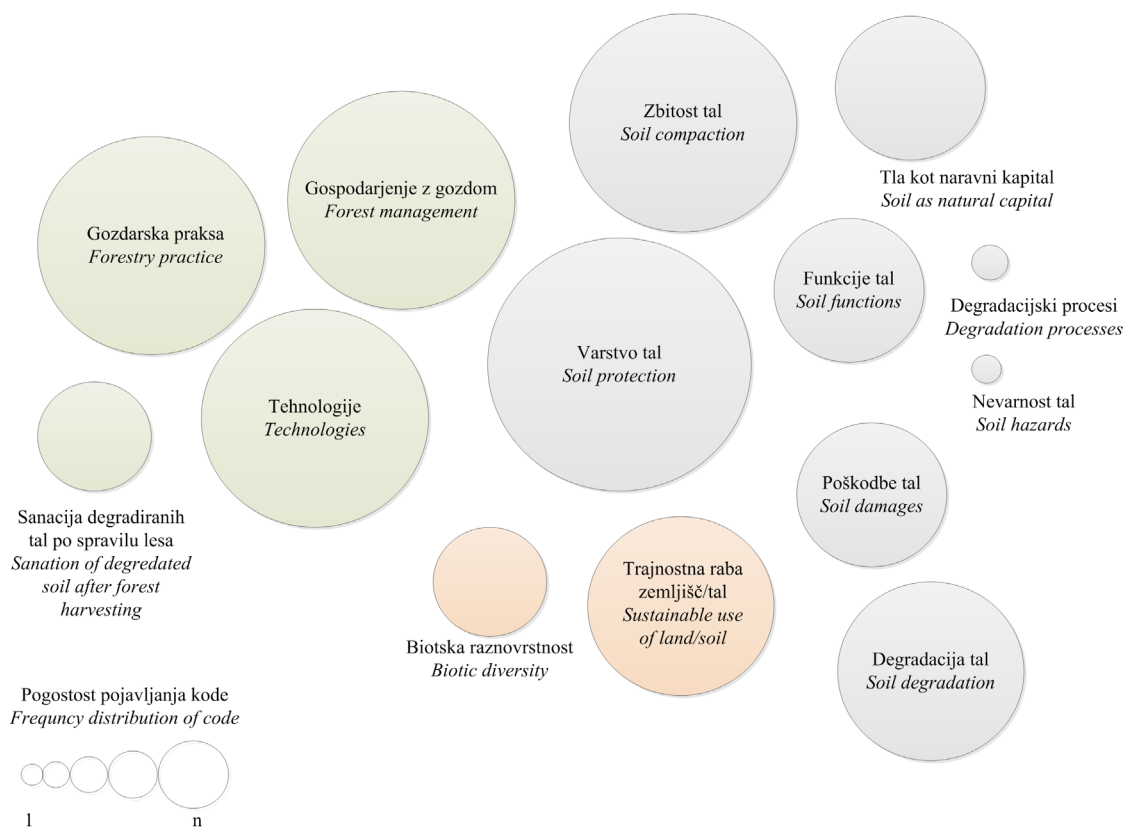 Zbitost tal
Soil compaction
Tla kot naravni kapital
Soil as natural capital
Gospodarjenje z gozdom
Forest management
Gozdarska praksa
Forestry practice
Funkcije tal
Soil functions
Degradacijski procesi
Degradation processes
Varstvo tal
Soil protection
Nevarnost tal
Soil hazards
Tehnologije
Technologies
Poškodbe tal
Soil damages
Sanacija degradiranih
tal po spravilu lesa
Sanation of degredated
soil after forest
harvesting
Trajnostna raba
zemljišč/tal
Sustainable use
of land/soil
Biotska raznovrstnost
Biotic diversity
Degradacija tal
Soil degradation
Pogostost pojavljanja kode
Frequncy distribution of code
1 n